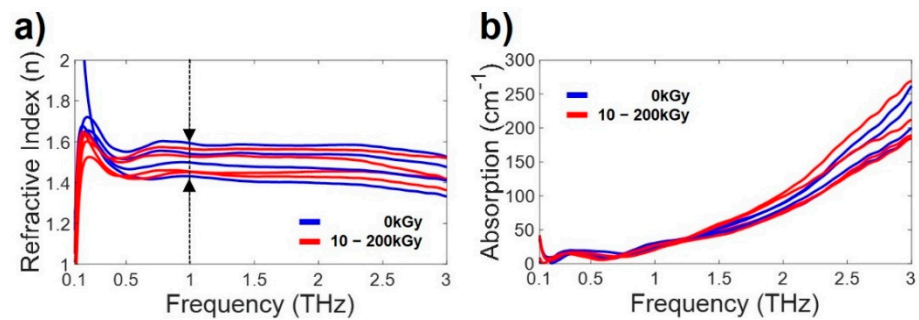 a)
Refractive Index (n)
2
1.8
1.6
1.4
1.2
1
0.1
0.5
1
1.5
2
2.5
3
Frequency (THz)
0kGy
10 – 200kGy
b)
Absorption (cm⁻¹)
300
250
200
150
100
50
0
0.1
0.5
1
1.5
2
2.5
3
Frequency (THz)
0kGy
10 – 200kGy